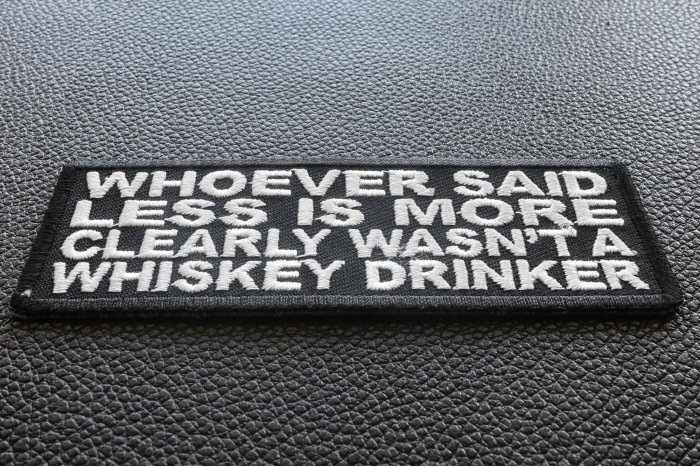 WHOEVER SAID
LESS IS MORE
CLEARLY WASN'T A
WHISKEY DRINKER